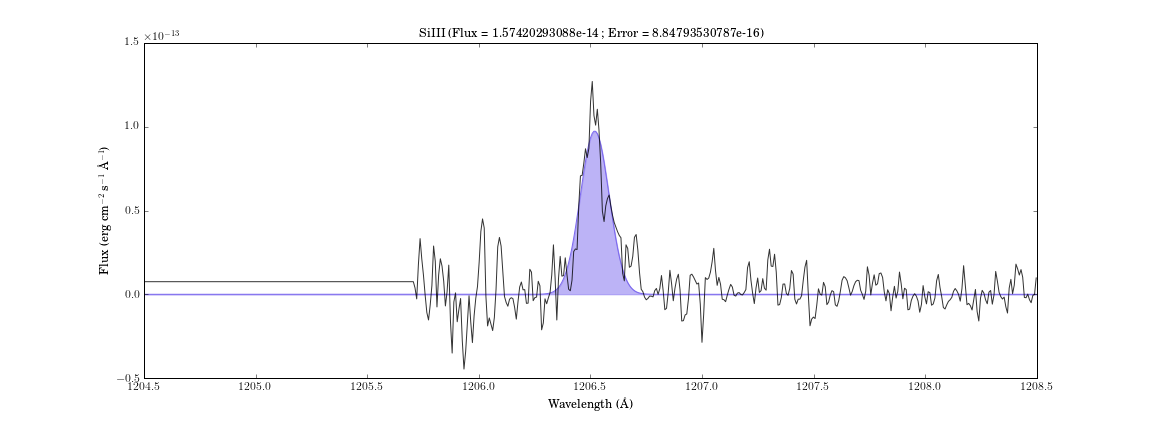 SiIII (Flux = 1.57420293088e-14 ; Error = 8.84793530787e-16)
×10⁻¹³
1.5
1.0
0.5
0.0
−0.5
Flux (erg cm⁻² s⁻¹ Å⁻¹)
1204.5 1205.0 1205.5 1206.0 1206.5 1207.0 1207.5 1208.0 1208.5
Wavelength (Å)